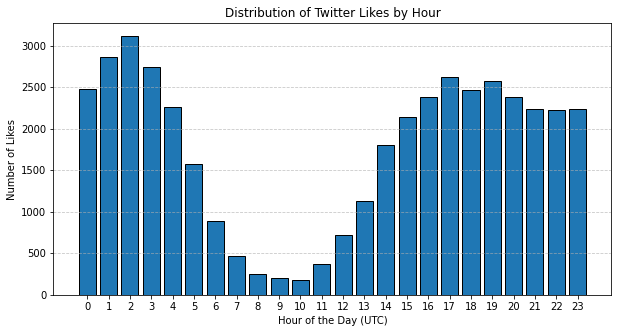 Distribution of Twitter Likes by Hour
Number of Likes
3000
2500
2000
1500
1000
500
0
0 1 2 3 4 5 6 7 8 9 10 11 12 13 14 15 16 17 18 19 20 21 22 23
Hour of the Day (UTC)